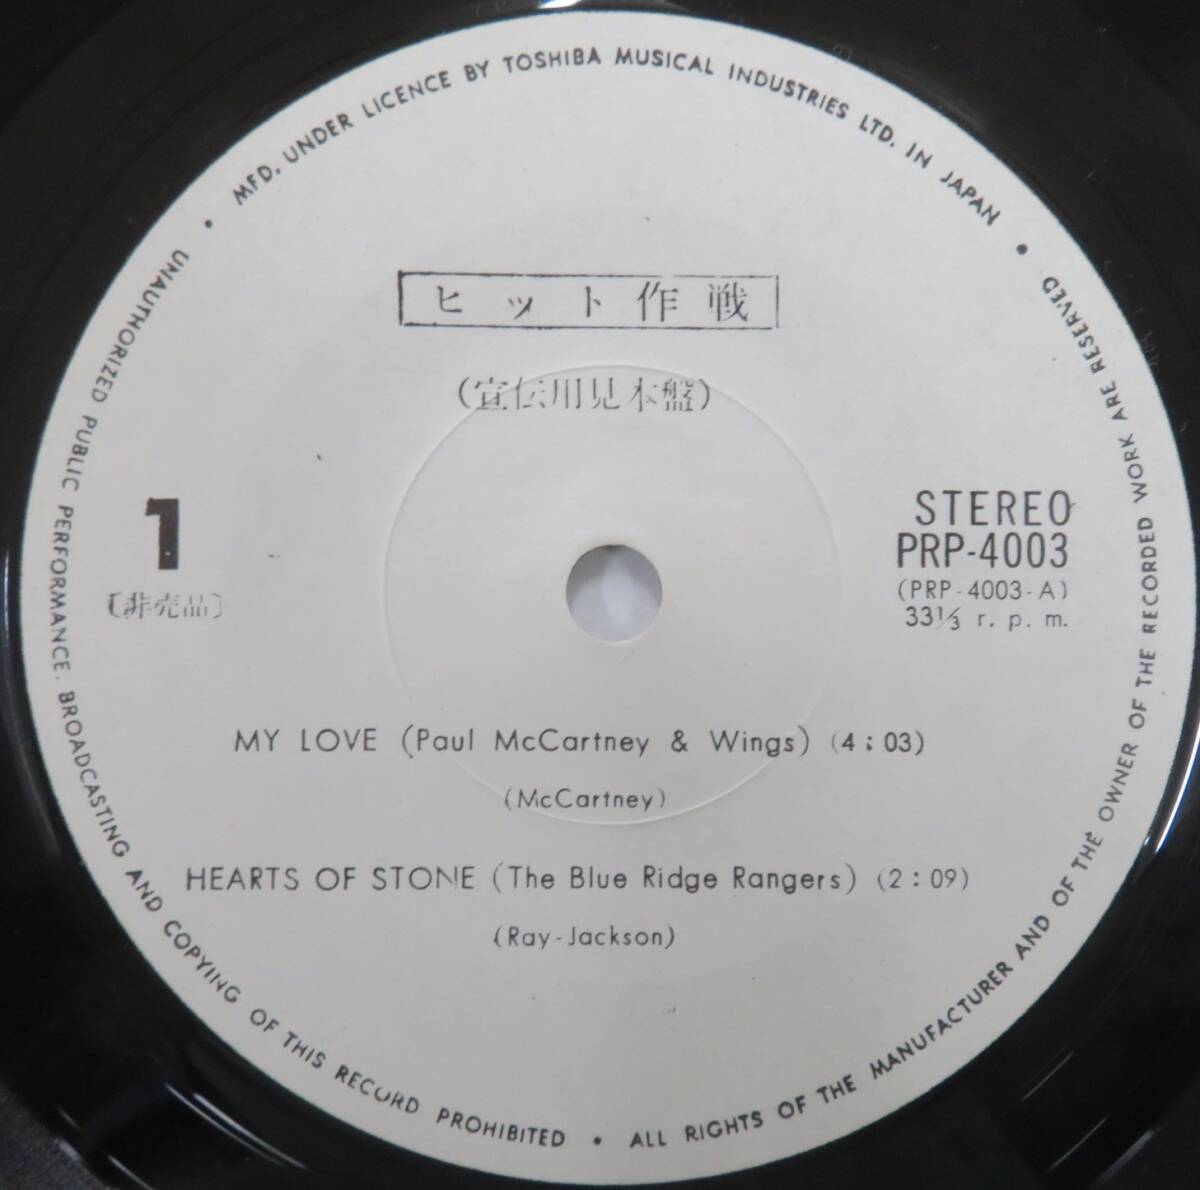 MFD. UNDER LICENCE BY TOSHIBA MUSICAL INDUSTRIES LTD. IN JAPAN •
ヒット作戦
(宣伝用見本盤)
1
〔非売品〕
STEREO
PRP-4003
(PRP-4003-A)
33⅓ r.p.m.
MY LOVE (Paul McCartney & Wings) (4:03)
(McCartney)
HEARTS OF STONE (The Blue Ridge Rangers) (2:09)
(Ray-Jackson)
ALL RIGHTS OF THE MANUFACTURER AND OF THE OWNER OF THE RECORDED WORK ARE RESERVED
UNAUTHORIZED PUBLIC PERFORMANCE. BROADCASTING AND COPYING OF THIS RECORD PROHIBITED •